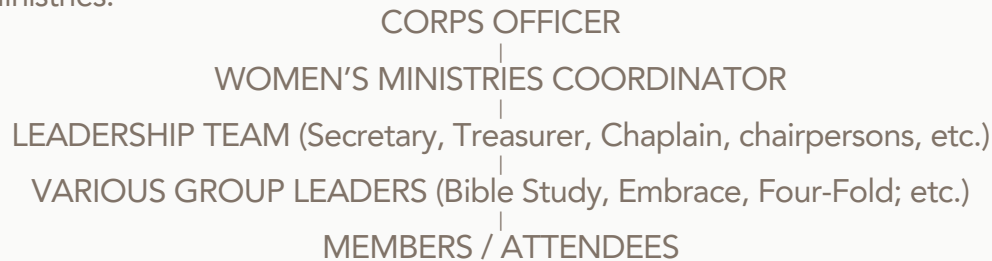 CORPS OFFICER
|
WOMEN'S MINISTRIES COORDINATOR
|
LEADERSHIP TEAM (Secretary, Treasurer, Chaplain, chairpersons, etc.)
|
VARIOUS GROUP LEADERS (Bible Study, Embrace, Four-Fold; etc.)
|
MEMBERS / ATTENDEES